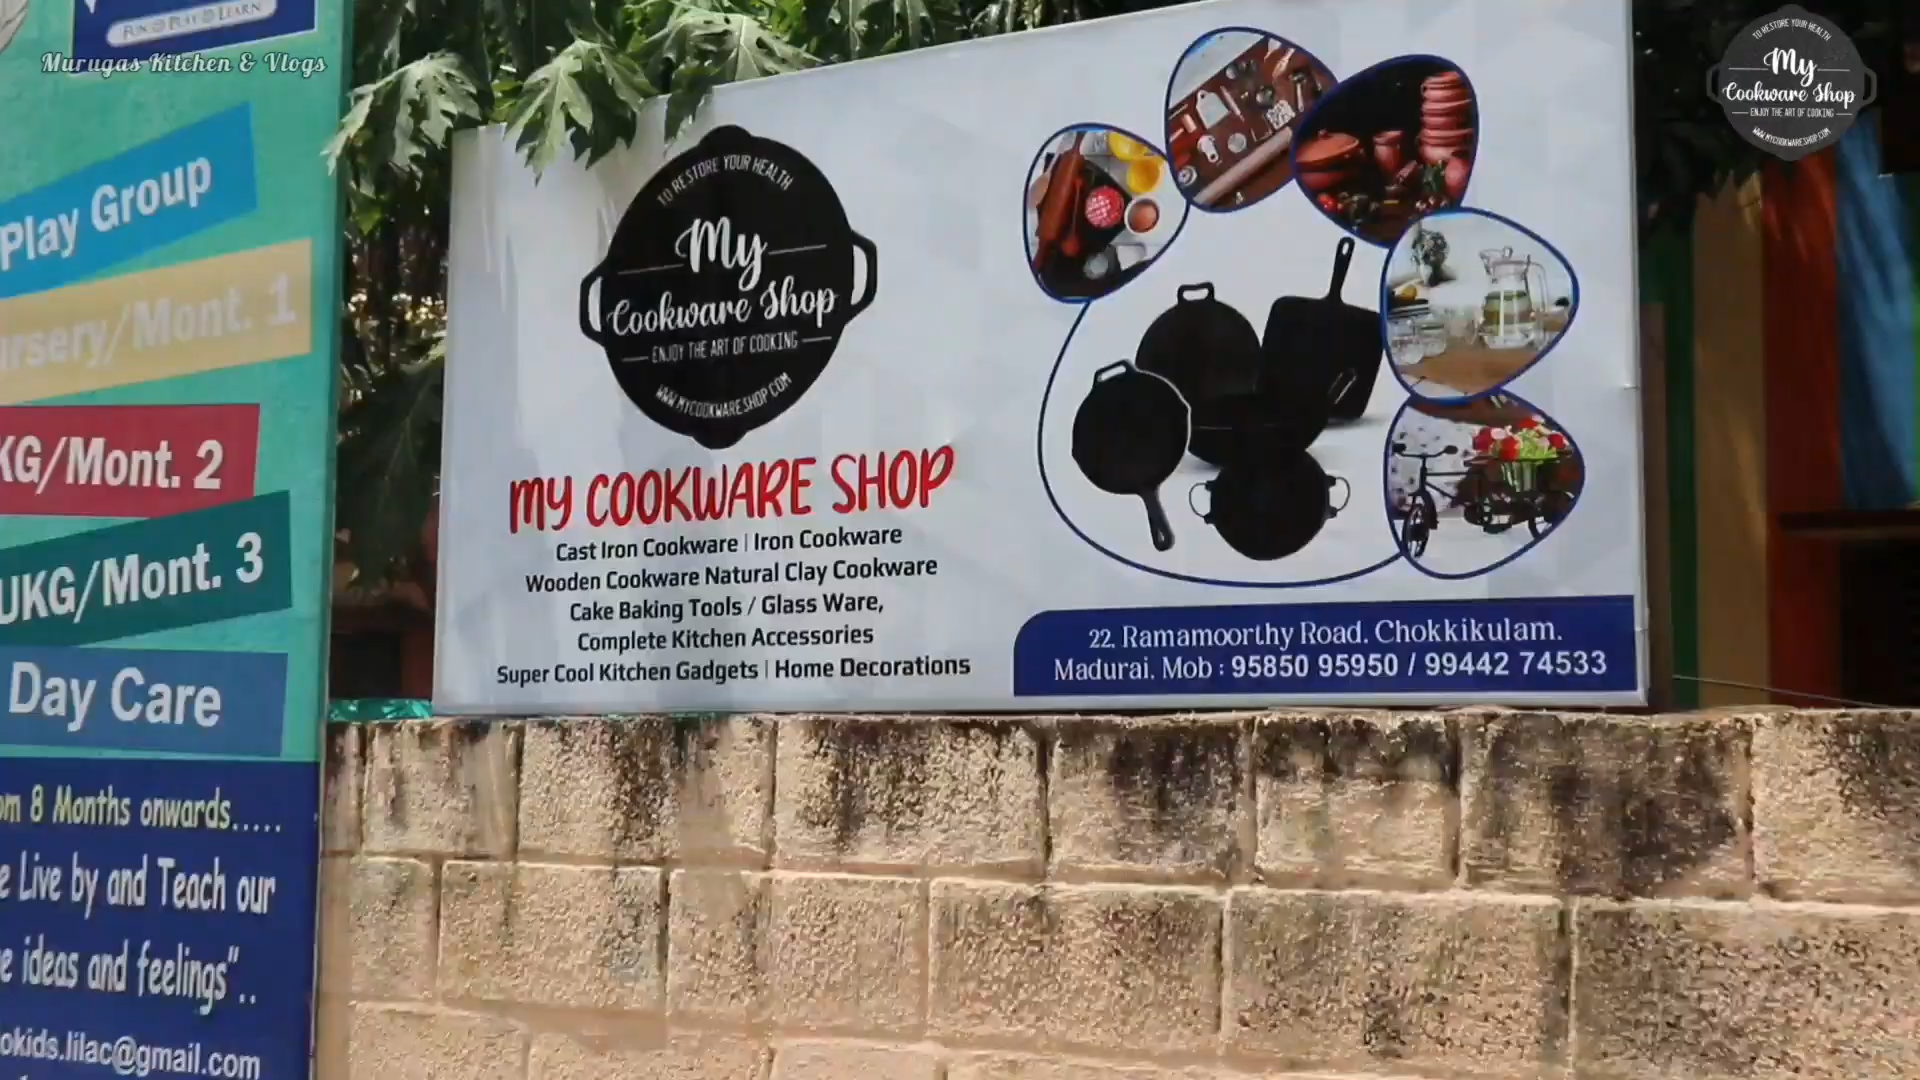 FUN PLAY LEARN
Murugas Kitchen & Vlogs
Play Group
Mont. 1
KG/Mont. 2
UKG/Mont. 3
Day Care
8 Months onwards.....
Live by and Teach our
ideas and feelings"..
okids.lilac@gmail.com
TO RESTORE YOUR HEALTH
My
Cookware Shop
ENJOY THE ART OF COOKING
WWW.MYCOOKWARESHOP.COM
MY COOKWARE SHOP
Cast Iron Cookware | Iron Cookware
Wooden Cookware Natural Clay Cookware
Cake Baking Tools / Glass Ware,
Complete Kitchen Accessories
Super Cool Kitchen Gadgets | Home Decorations
22, Ramamoorthy Road, Chokkikulam,
Madurai. Mob : 95850 95950 / 99442 74533
TO RESTORE YOUR HEALTH
My
Cookware Shop
ENJOY THE ART OF COOKING
WWW.MYCOOKWARESHOP.COM